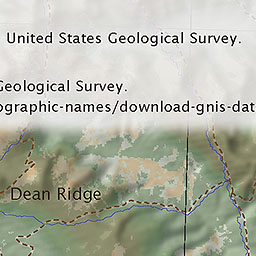 United States Geological Survey.
Geological Survey.
ographic-names/download-gnis-dat
Dean Ridge